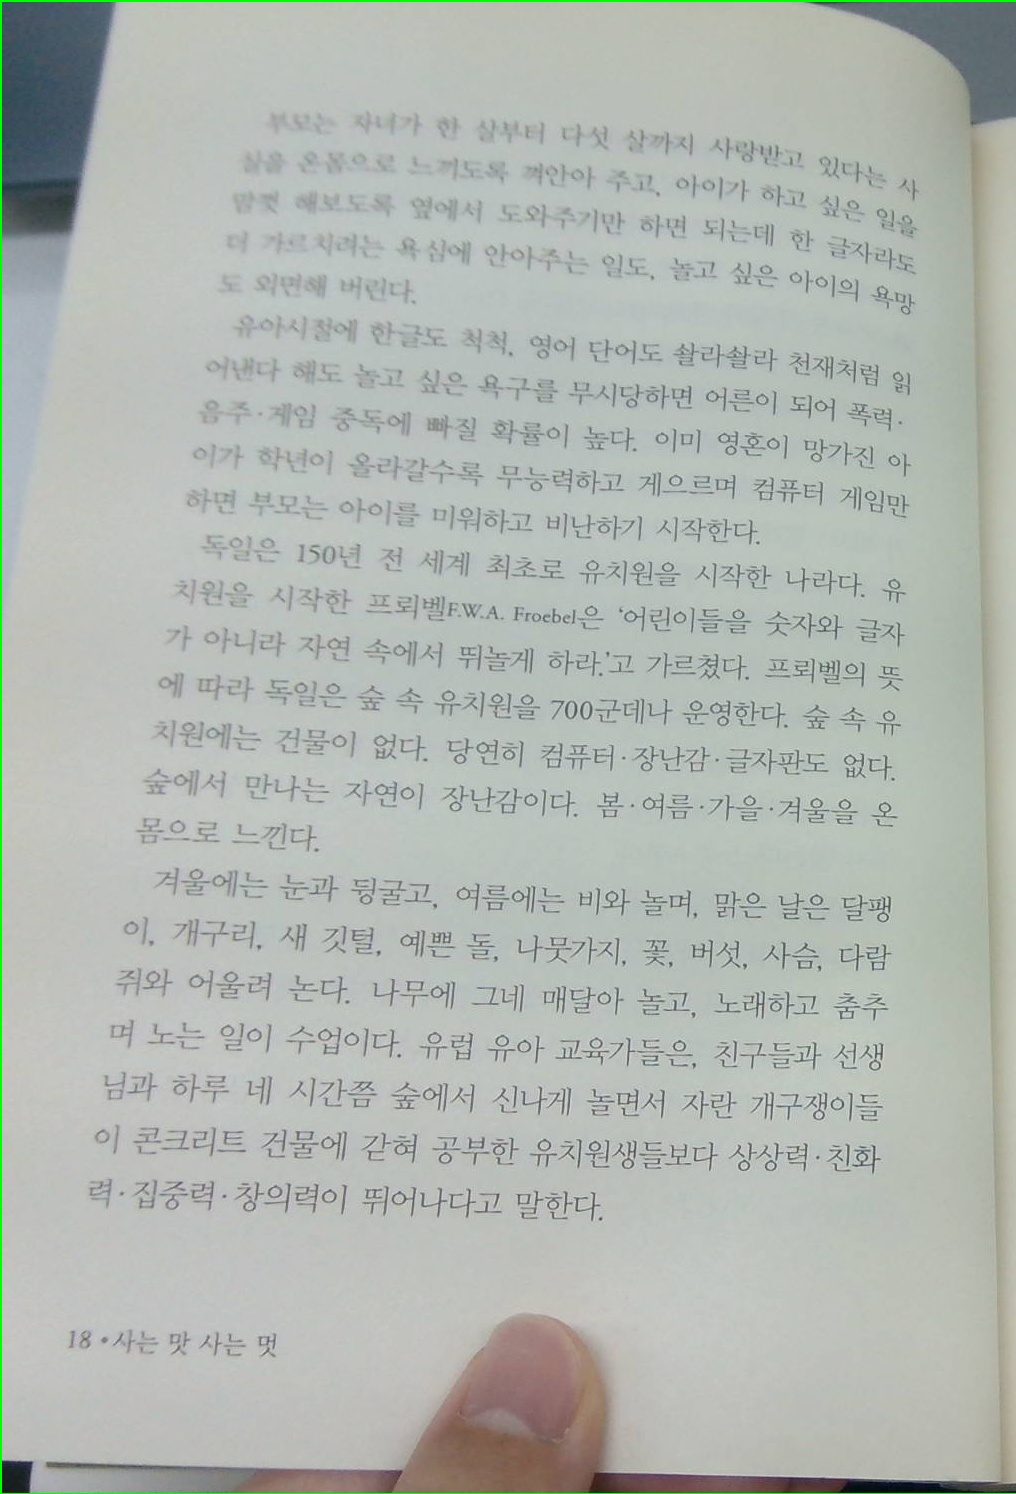 부모는 자녀가 한 살부터 다섯 살까지 사랑받고 있다는 사
실을 온몸으로 느끼도록 껴안아 주고, 아이가 하고 싶은 일을
맘껏 해보도록 옆에서 도와주기만 하면 되는데 한 글자라도
더 가르치려는 욕심에 안아주는 일도, 놀고 싶은 아이의 욕망
도 외면해 버린다.
유아시절에 한글도 척척, 영어 단어도 솰라솰라 천재처럼 읽
어낸다 해도 놀고 싶은 욕구를 무시당하면 어른이 되어 폭력·
음주·게임 중독에 빠질 확률이 높다. 이미 영혼이 망가진 아
이가 학년이 올라갈수록 무능력하고 게으르며 컴퓨터 게임만
하면 부모는 아이를 미워하고 비난하기 시작한다.
독일은 150년 전 세계 최초로 유치원을 시작한 나라다. 유
치원을 시작한 프뢰벨F.W.A. Froebel은 ‘어린이들을 숫자와 글자
가 아니라 자연 속에서 뛰놀게 하라.’고 가르쳤다. 프뢰벨의 뜻
에 따라 독일은 숲 속 유치원을 700군데나 운영한다. 숲 속 유
치원에는 건물이 없다. 당연히 컴퓨터·장난감·글자판도 없다.
숲에서 만나는 자연이 장난감이다. 봄·여름·가을·겨울을 온
몸으로 느낀다.
겨울에는 눈과 뒹굴고, 여름에는 비와 놀며, 맑은 날은 달팽
이, 개구리, 새 깃털, 예쁜 돌, 나뭇가지, 꽃, 버섯, 사슴, 다람
쥐와 어울려 논다. 나무에 그네 매달아 놀고, 노래하고 춤추
며 노는 일이 수업이다. 유럽 유아 교육가들은, 친구들과 선생
님과 하루 네 시간쯤 숲에서 신나게 놀면서 자란 개구쟁이들
이 콘크리트 건물에 갇혀 공부한 유치원생들보다 상상력·친화
력·집중력·창의력이 뛰어나다고 말한다.
18 • 사는 맛 사는 멋